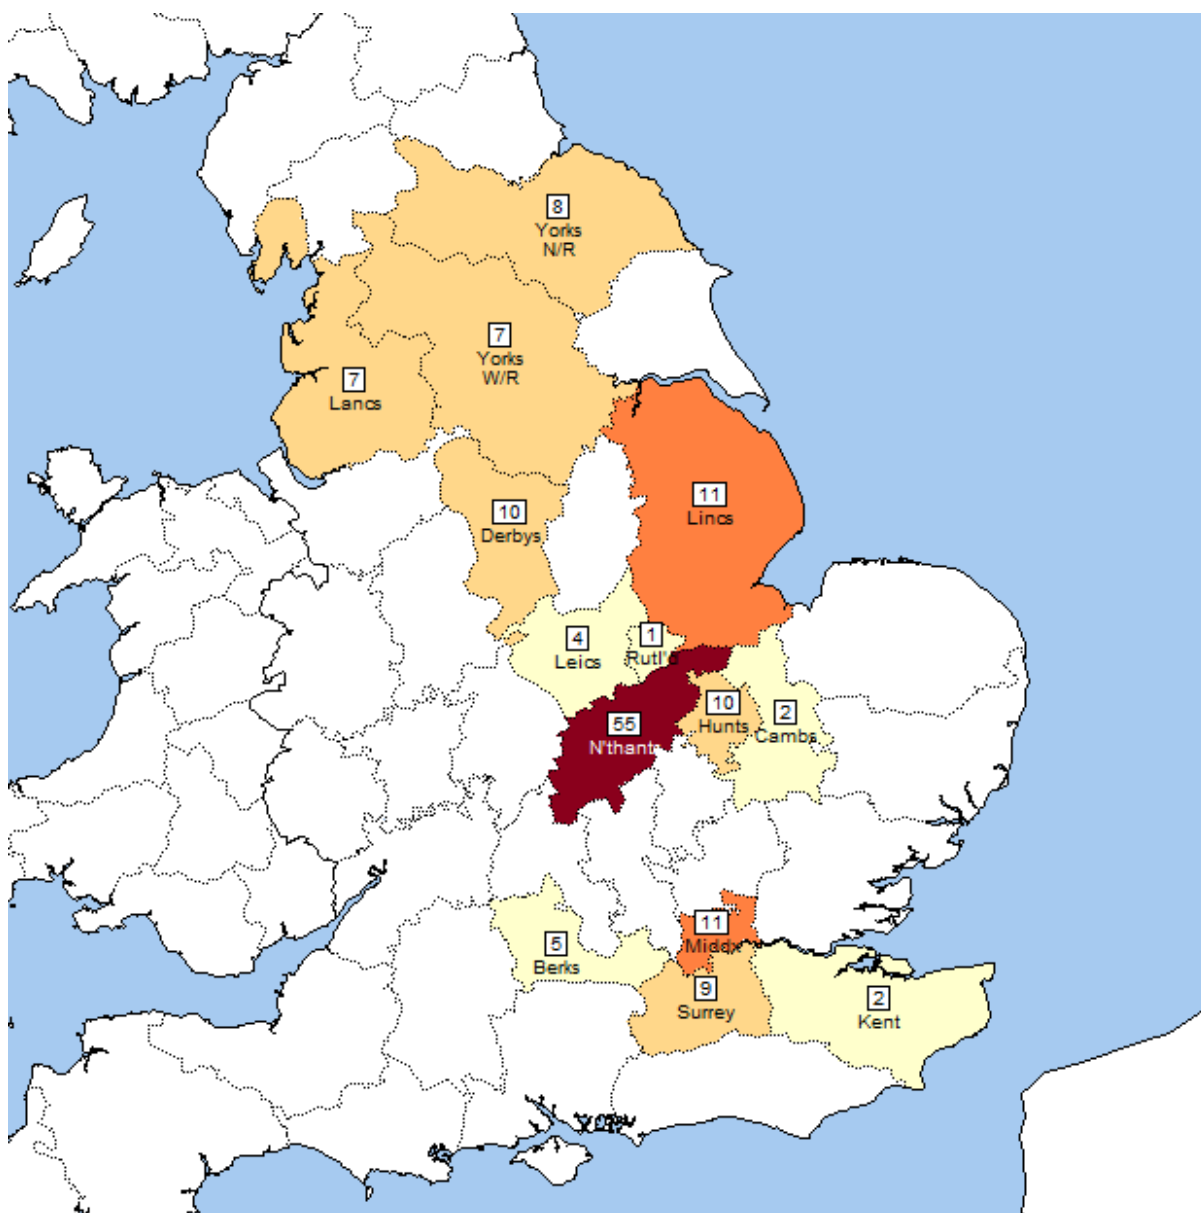 8
Yorks
N/R
7
Yorks
W/R
7
Lancs
11
Lincs
10
Derbys
4
Leics
1
Rutl'd
10
Hunts
2
Cambs
55
N'thants
11
Middx
5
Berks
9
Surrey
2
Kent